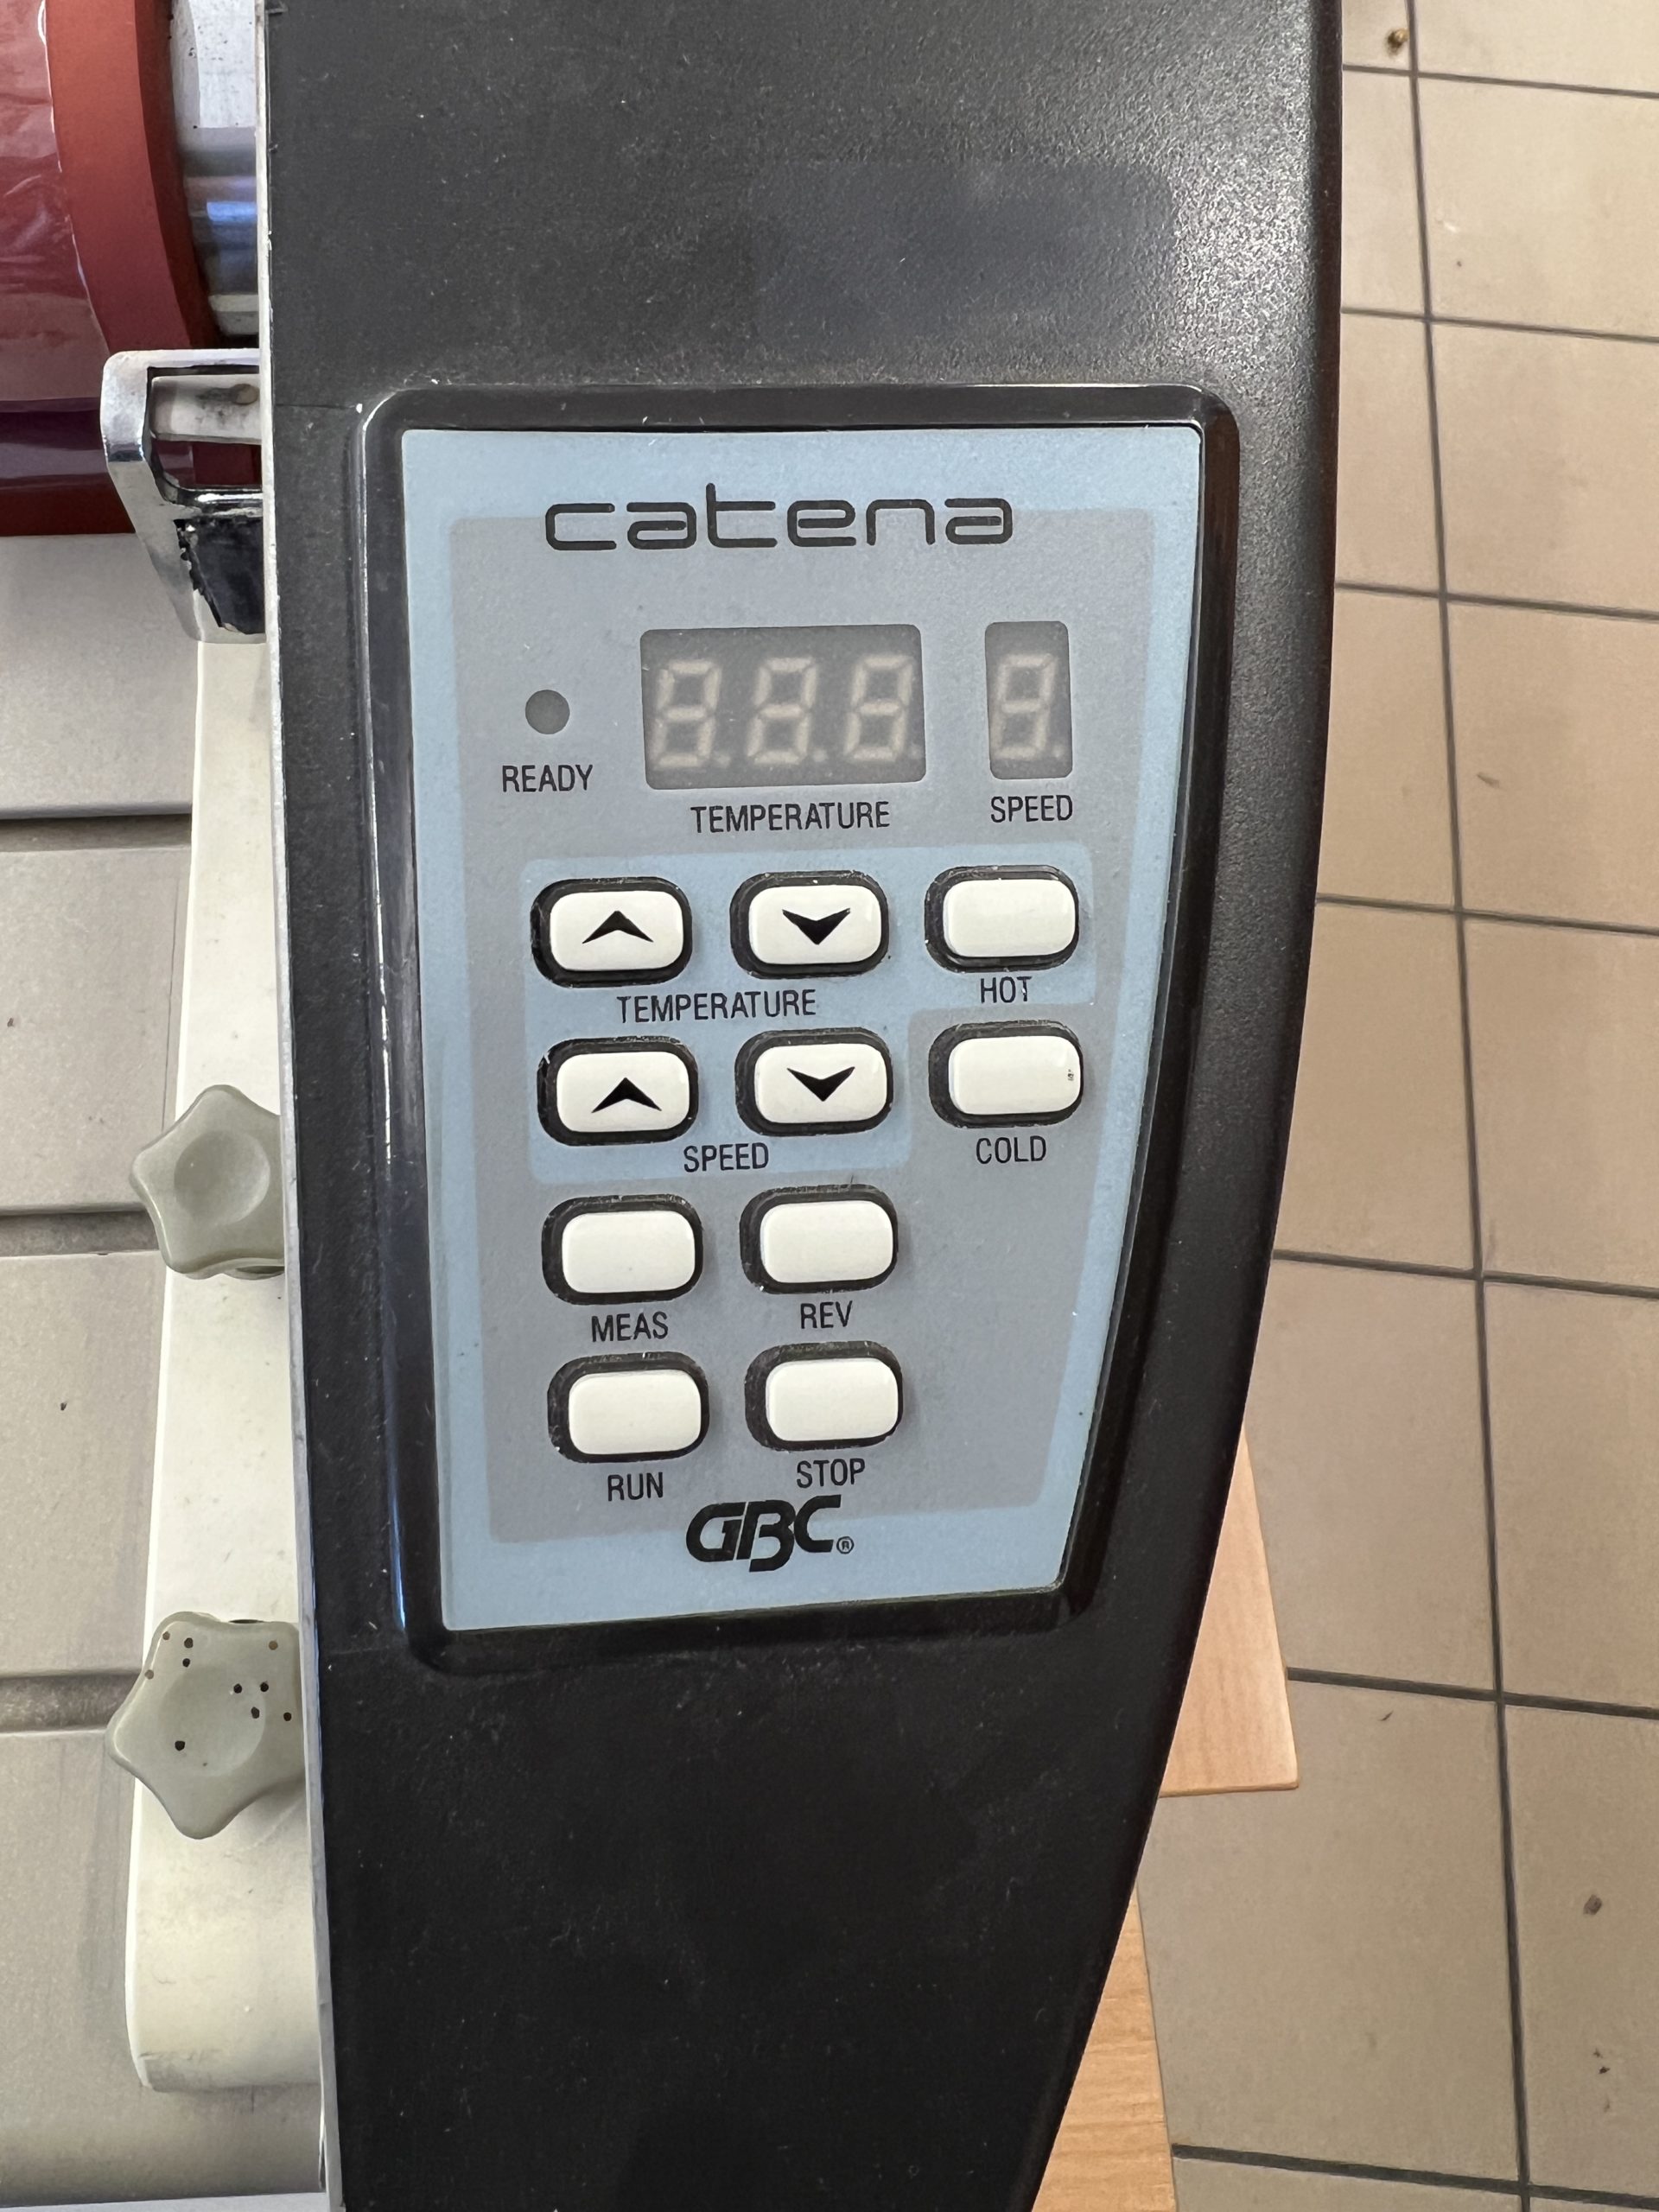 catena
READY
TEMPERATURE
SPEED
TEMPERATURE
HOT
SPEED
COLD
MEAS
REV
RUN
STOP
GBC®